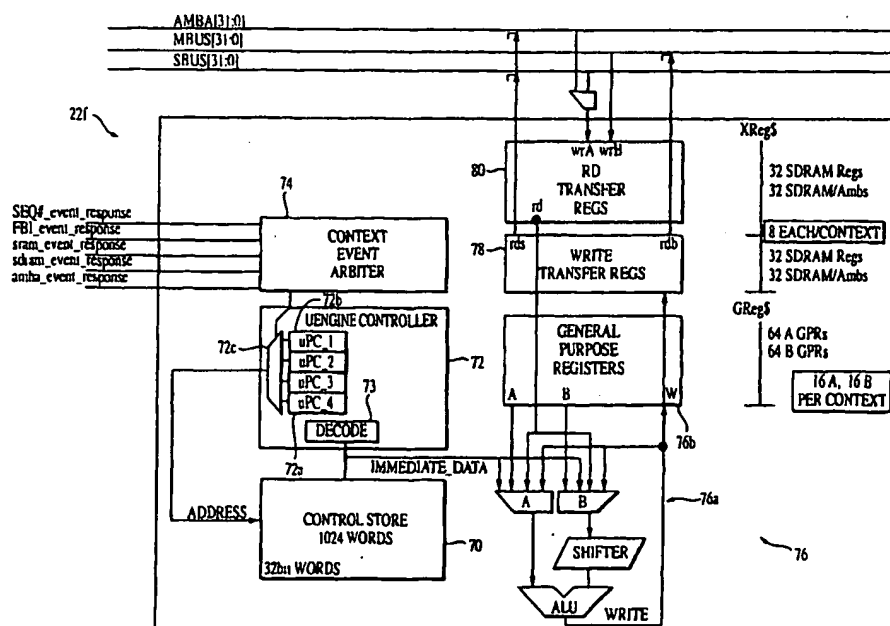 AMBA[31:0]
MBUS[31:0]
SBUS[31:0]
22f
XReg$
80
wrA wrB
RD
TRANSFER
REGS
rd
32 SDRAM Regs
32 SDRAM/Ambs
8 EACH/CONTEXT
74
SEQ#_event_response
FBI_event_response
sram_event_response
sdram_event_response
amba_event_response
CONTEXT
EVENT
ARBITER
78
rds
rdb
WRITE
TRANSFER REGS
32 SDRAM Regs
32 SDRAM/Ambs
GReg$
72b
UENGINE CONTROLLER
72c
uPC_1
uPC_2
uPC_3
uPC_4
72
73
DECODE
72a
GENERAL
PURPOSE
REGISTERS
A
B
W
64 A GPRs
64 B GPRs
16 A, 16 B
PER CONTEXT
76b
IMMEDIATE_DATA
76a
ADDRESS
CONTROL STORE
1024 WORDS
32bit WORDS
70
A
B
SHIFTER
76
ALU
WRITE